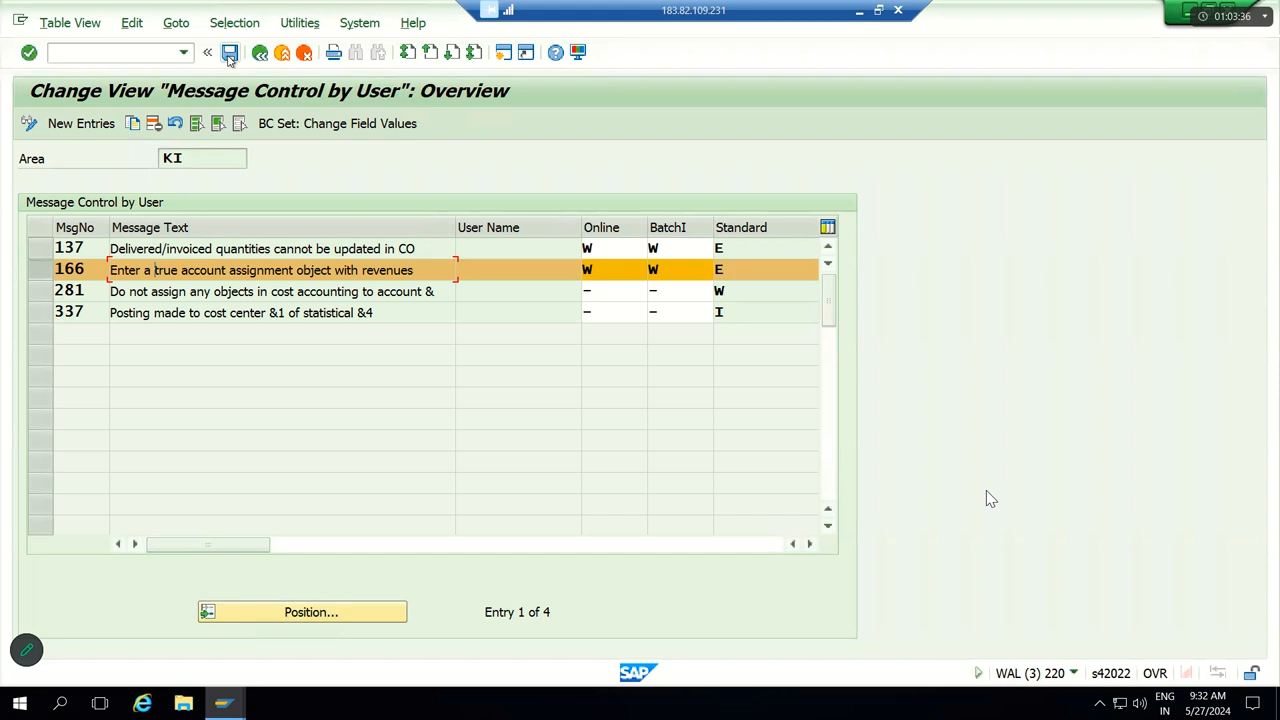 183.82.109.231
01:03:36
Table View Edit Goto Selection Utilities System Help
Change View "Message Control by User": Overview
New Entries BC Set: Change Field Values
Area KI
Message Control by User
MsgNo Message Text User Name Online BatchI Standard
137 Delivered/invoiced quantities cannot be updated in CO W W E
166 Enter a true account assignment object with revenues W W E
281 Do not assign any objects in cost accounting to account & - - W
337 Posting made to cost center &1 of statistical &4 - - I
Position... Entry 1 of 4
SAP WAL (3) 220 s42022 OVR
ENG 9:32 AM
IN 5/27/2024